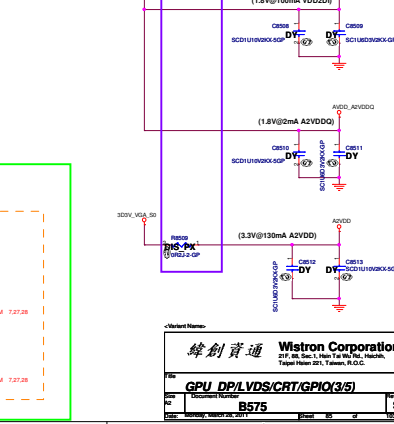 (1.8V@100mA VDD2DI)
C8508
DY
SCD1U10V2KX-5GP
C8509
DY
SC1U6D3V2KX-GP
AVDD_A2VDDQ
(1.8V@2mA A2VDDQ)
C8510
DY
SCD1U10V2KX-5GP
C8511
DY
SC1U6D3V2KX-GP
3D3V_VGA_S0
A2VDD
R8509
DIS_PX
0R2J-2-GP
(3.3V@130mA A2VDD)
C8512
DY
SC1U6D3V2KX-GP
C8513
DY
SCD1U10V2KX-5G
7,27,28
7,27,28
<Variant Name>
緯創資通
Wistron Corporation
21F, 88, Sec.1, Hsin Tai Wu Rd., Hsichih,
Taipei Hsien 221, Taiwan, R.O.C.
Title
GPU_DP/LVDS/CRT/GPIO(3/5)
Size
A2
Document Number
B575
Date: Monday, March 28, 2011
Sheet 85 of